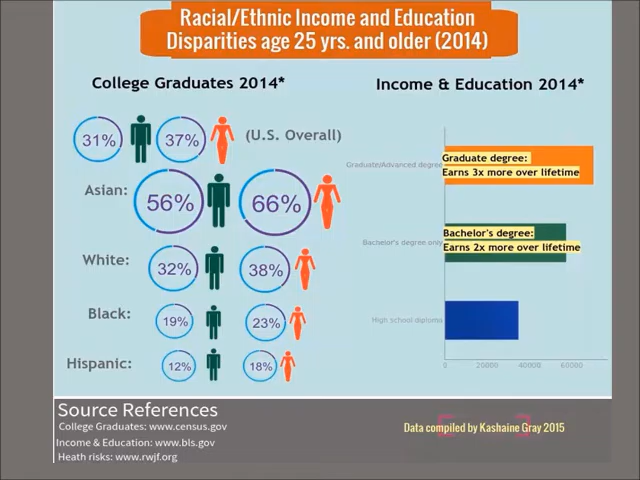 Racial/Ethnic Income and Education
Disparities age 25 yrs. and older (2014)
College Graduates 2014*
31% 37% (U.S. Overall)
Asian: 56% 66%
White: 32% 38%
Black: 19% 23%
Hispanic: 12% 18%
Income & Education 2014*
Graduate/Advanced degree
Graduate degree:
Earns 3x more over lifetime
Bachelor's degree only
Bachelor's degree:
Earns 2x more over lifetime
High school diploma
0 20000 40000 60000
Source References
College Graduates: www.census.gov
Income & Education: www.bls.gov
Heath risks: www.rwjf.org
Data compiled by Kashaine Gray 2015